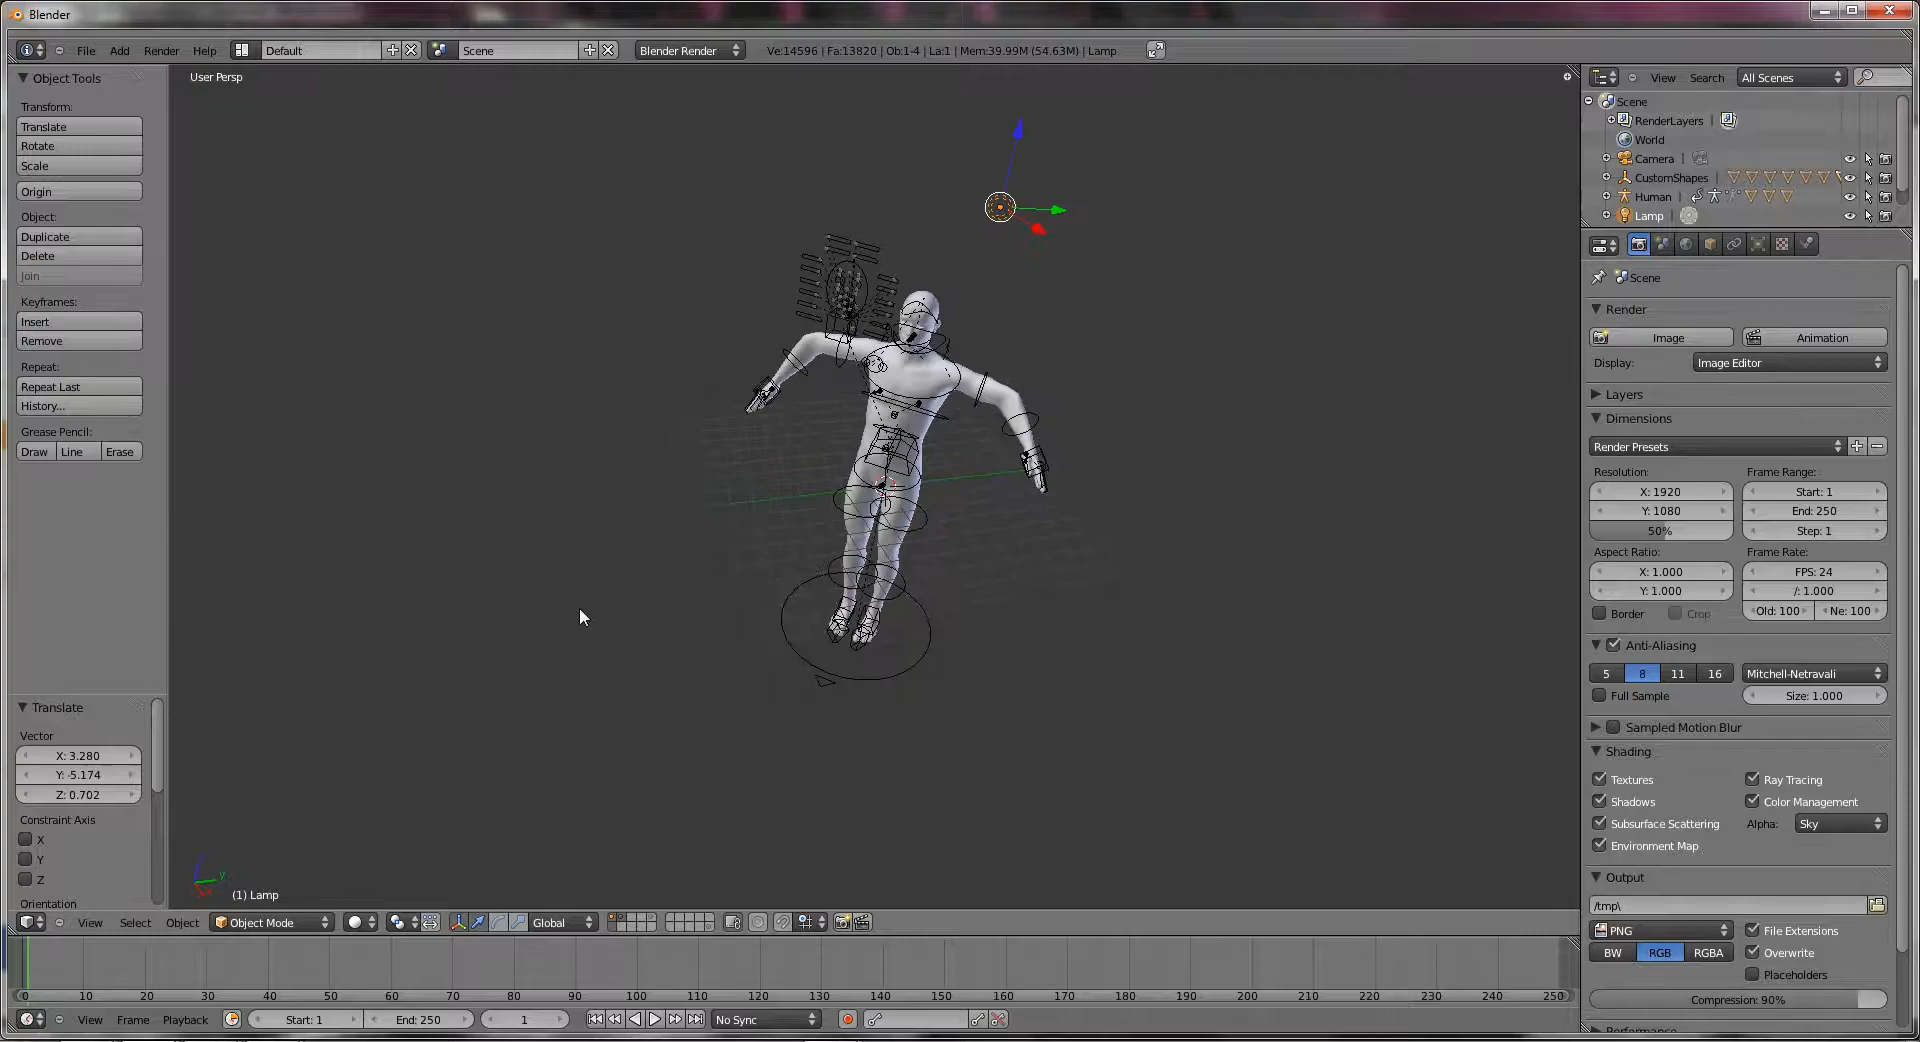 Blender
File Add Render Help Default Scene Blender Render Ve:14596 | Fa:13820 | Ob:1-4 | La:1 | Mem:39.99M (54.63M) | Lamp
Object Tools
Transform:
Translate
Rotate
Scale
Origin
Object:
Duplicate
Delete
Join
Keyframes:
Insert
Remove
Repeat:
Repeat Last
History...
Grease Pencil:
Draw Line Erase
Translate
Vector
X: 3.280
Y: -5.174
Z: 0.702
Constraint Axis
X
Y
Z
Orientation
User Persp
y
(1) Lamp
View Select Object Object Mode Global
0 10 20 30 40 50 60 70 80 90 100 110 120 130 140 150 160 170 180 190 200 210 220 230 240 250
View Frame Playback Start: 1 End: 250 1 No Sync
View Search All Scenes
Scene
RenderLayers |
World
Camera |
CustomShapes
Human
Lamp |
Scene
Render
Image Animation
Display: Image Editor
Layers
Dimensions
Render Presets
Resolution: Frame Range:
X: 1920 Start: 1
Y: 1080 End: 250
50% Step: 1
Aspect Ratio: Frame Rate:
X: 1.000 FPS: 24
Y: 1.000 /: 1.000
Border Crop Old: 100 Ne: 100
Anti-Aliasing
5 8 11 16 Mitchell-Netravali
Full Sample Size: 1.000
Sampled Motion Blur
Shading
Textures Ray Tracing
Shadows Color Management
Subsurface Scattering Alpha: Sky
Environment Map
Output
/tmp\
PNG File Extensions
BW RGB RGBA Overwrite
Placeholders
Compression: 90%
Performance